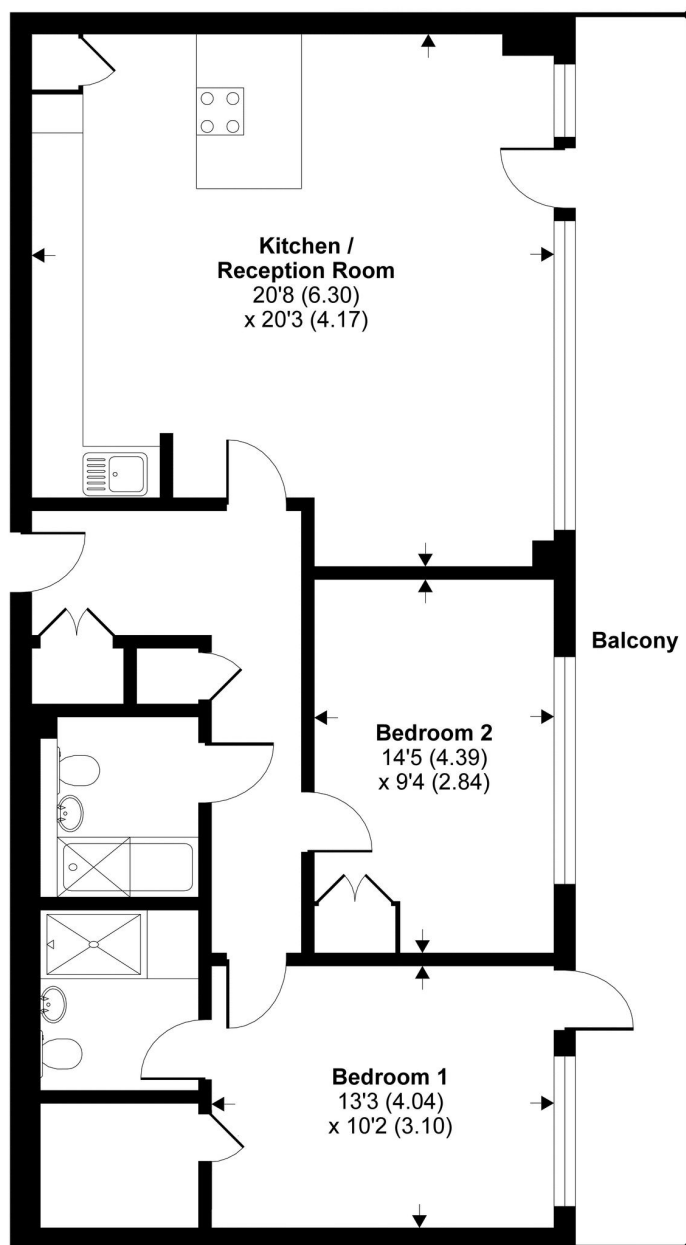 Kitchen /
Reception Room
20'8 (6.30)
x 20'3 (4.17)
Balcony
Bedroom 2
14'5 (4.39)
x 9'4 (2.84)
Bedroom 1
13'3 (4.04)
x 10'2 (3.10)